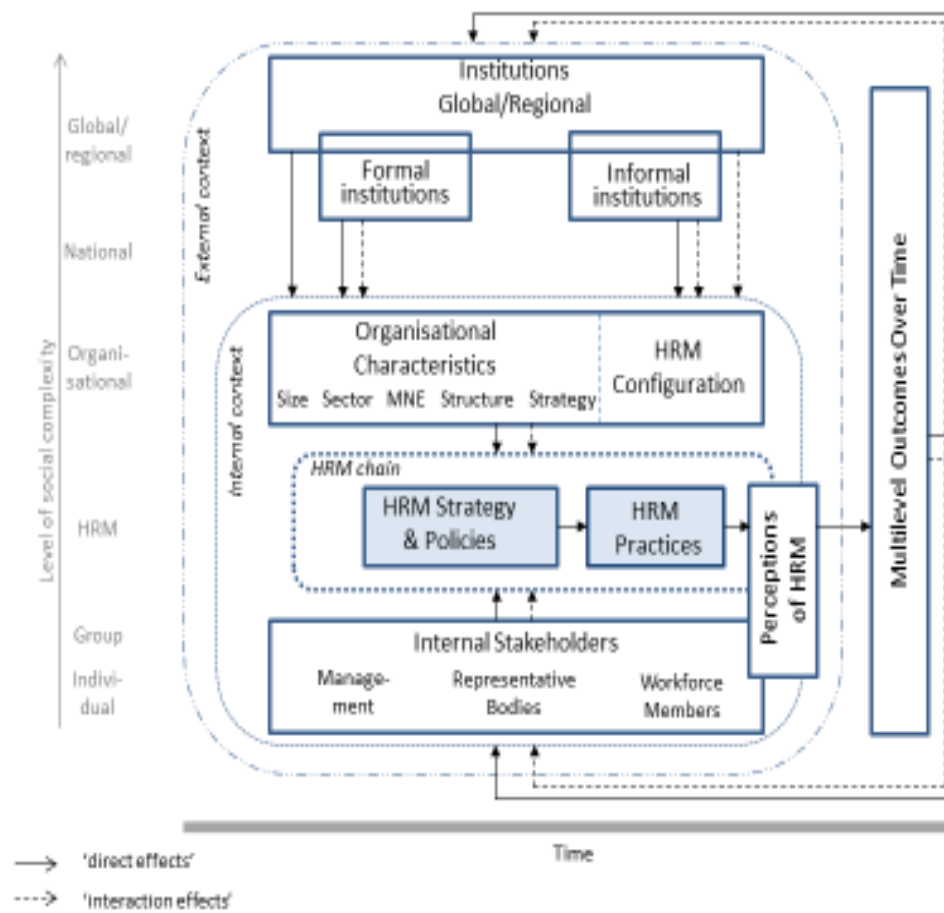 Institutions
Global/Regional
Global/
regional
Formal
institutions
Informal
institutions
External context
National
Organi-
sational
Organisational
Characteristics
Size Sector MNE Structure Strategy
HRM
Configuration
Internal context
Level of social complexity
HRM chain
HRM
HRM Strategy
& Policies
HRM
Practices
Perceptions
of HRM
Multilevel Outcomes Over Time
Group
Individ-
dual
Internal Stakeholders
Manage-
ment
Representative
Bodies
Workforce
Members
Time
'direct effects'
'interaction effects'